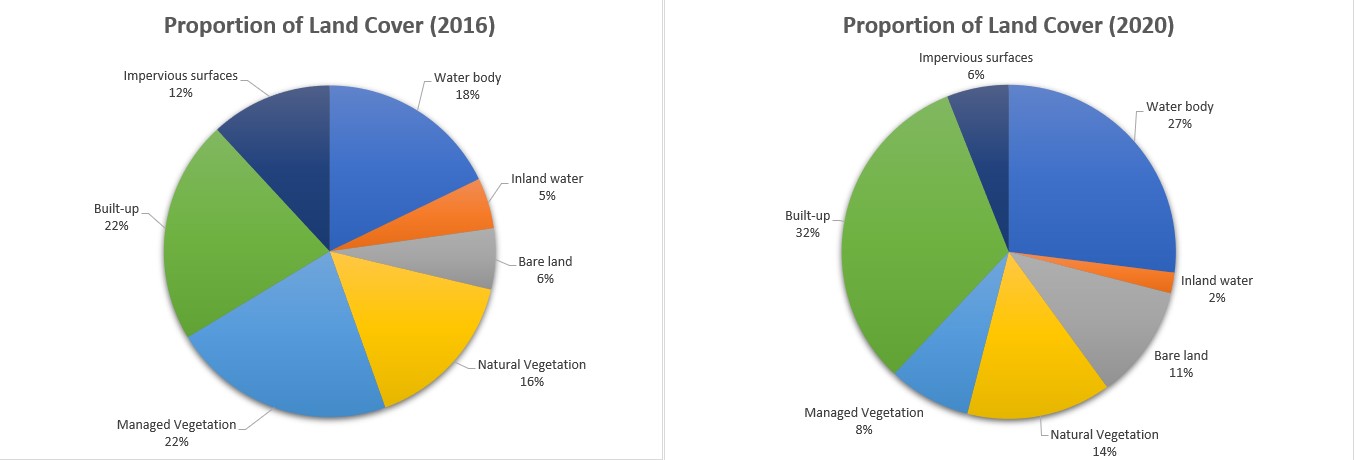 Proportion of Land Cover (2016)
Impervious surfaces
12%
Water body
18%
Inland water
5%
Built-up
22%
Bare land
6%
Natural Vegetation
16%
Managed Vegetation
22%
Proportion of Land Cover (2020)
Impervious surfaces
6%
Water body
27%
Built-up
32%
Inland water
2%
Bare land
11%
Managed Vegetation
8%
Natural Vegetation
14%